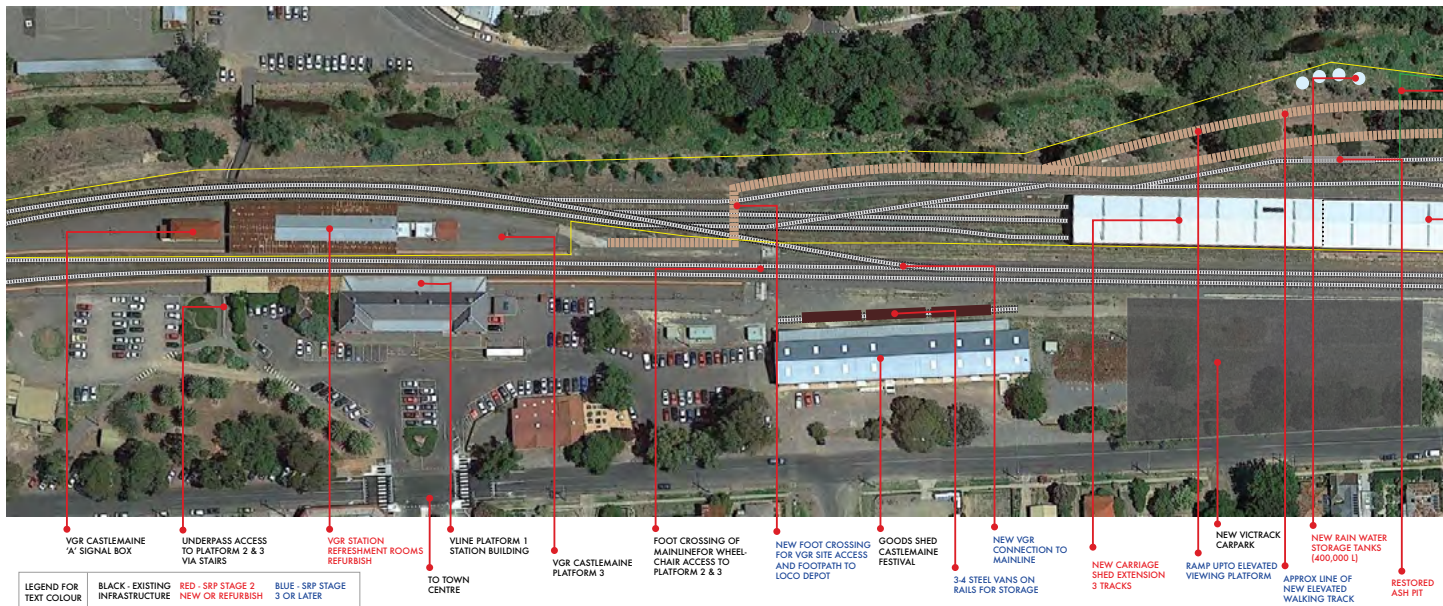 VGR CASTLEMAINE
'A' SIGNAL BOX
UNDERPASS ACCESS
TO PLATFORM 2 & 3
VIA STAIRS
VGR STATION
REFRESHMENT ROOMS
REFURBISH
TO TOWN
CENTRE
VLINE PLATFORM 1
STATION BUILDING
VGR CASTLEMAINE
PLATFORM 3
FOOT CROSSING OF
MAINLINEFOR WHEEL-
CHAIR ACCESS TO
PLATFORM 2 & 3
NEW FOOT CROSSING
FOR VGR SITE ACCESS
AND FOOTPATH TO
LOCO DEPOT
GOODS SHED
CASTLEMAINE
FESTIVAL
3-4 STEEL VANS ON
RAILS FOR STORAGE
NEW VGR
CONNECTION TO
MAINLINE
NEW CARRIAGE
SHED EXTENSION
3 TRACKS
RAMP UPTO ELEVATED
VIEWING PLATFORM
NEW VICTRACK
CARPARK
APPROX LINE OF
NEW ELEVATED
WALKING TRACK
NEW RAIN WATER
STORAGE TANKS
(400,000 L)
RESTORED
ASH PIT
LEGEND FOR
TEXT COLOUR
BLACK - EXISTING
INFRASTRUCTURE
RED - SRP STAGE 2
NEW OR REFURBISH
BLUE - SRP STAGE
3 OR LATER